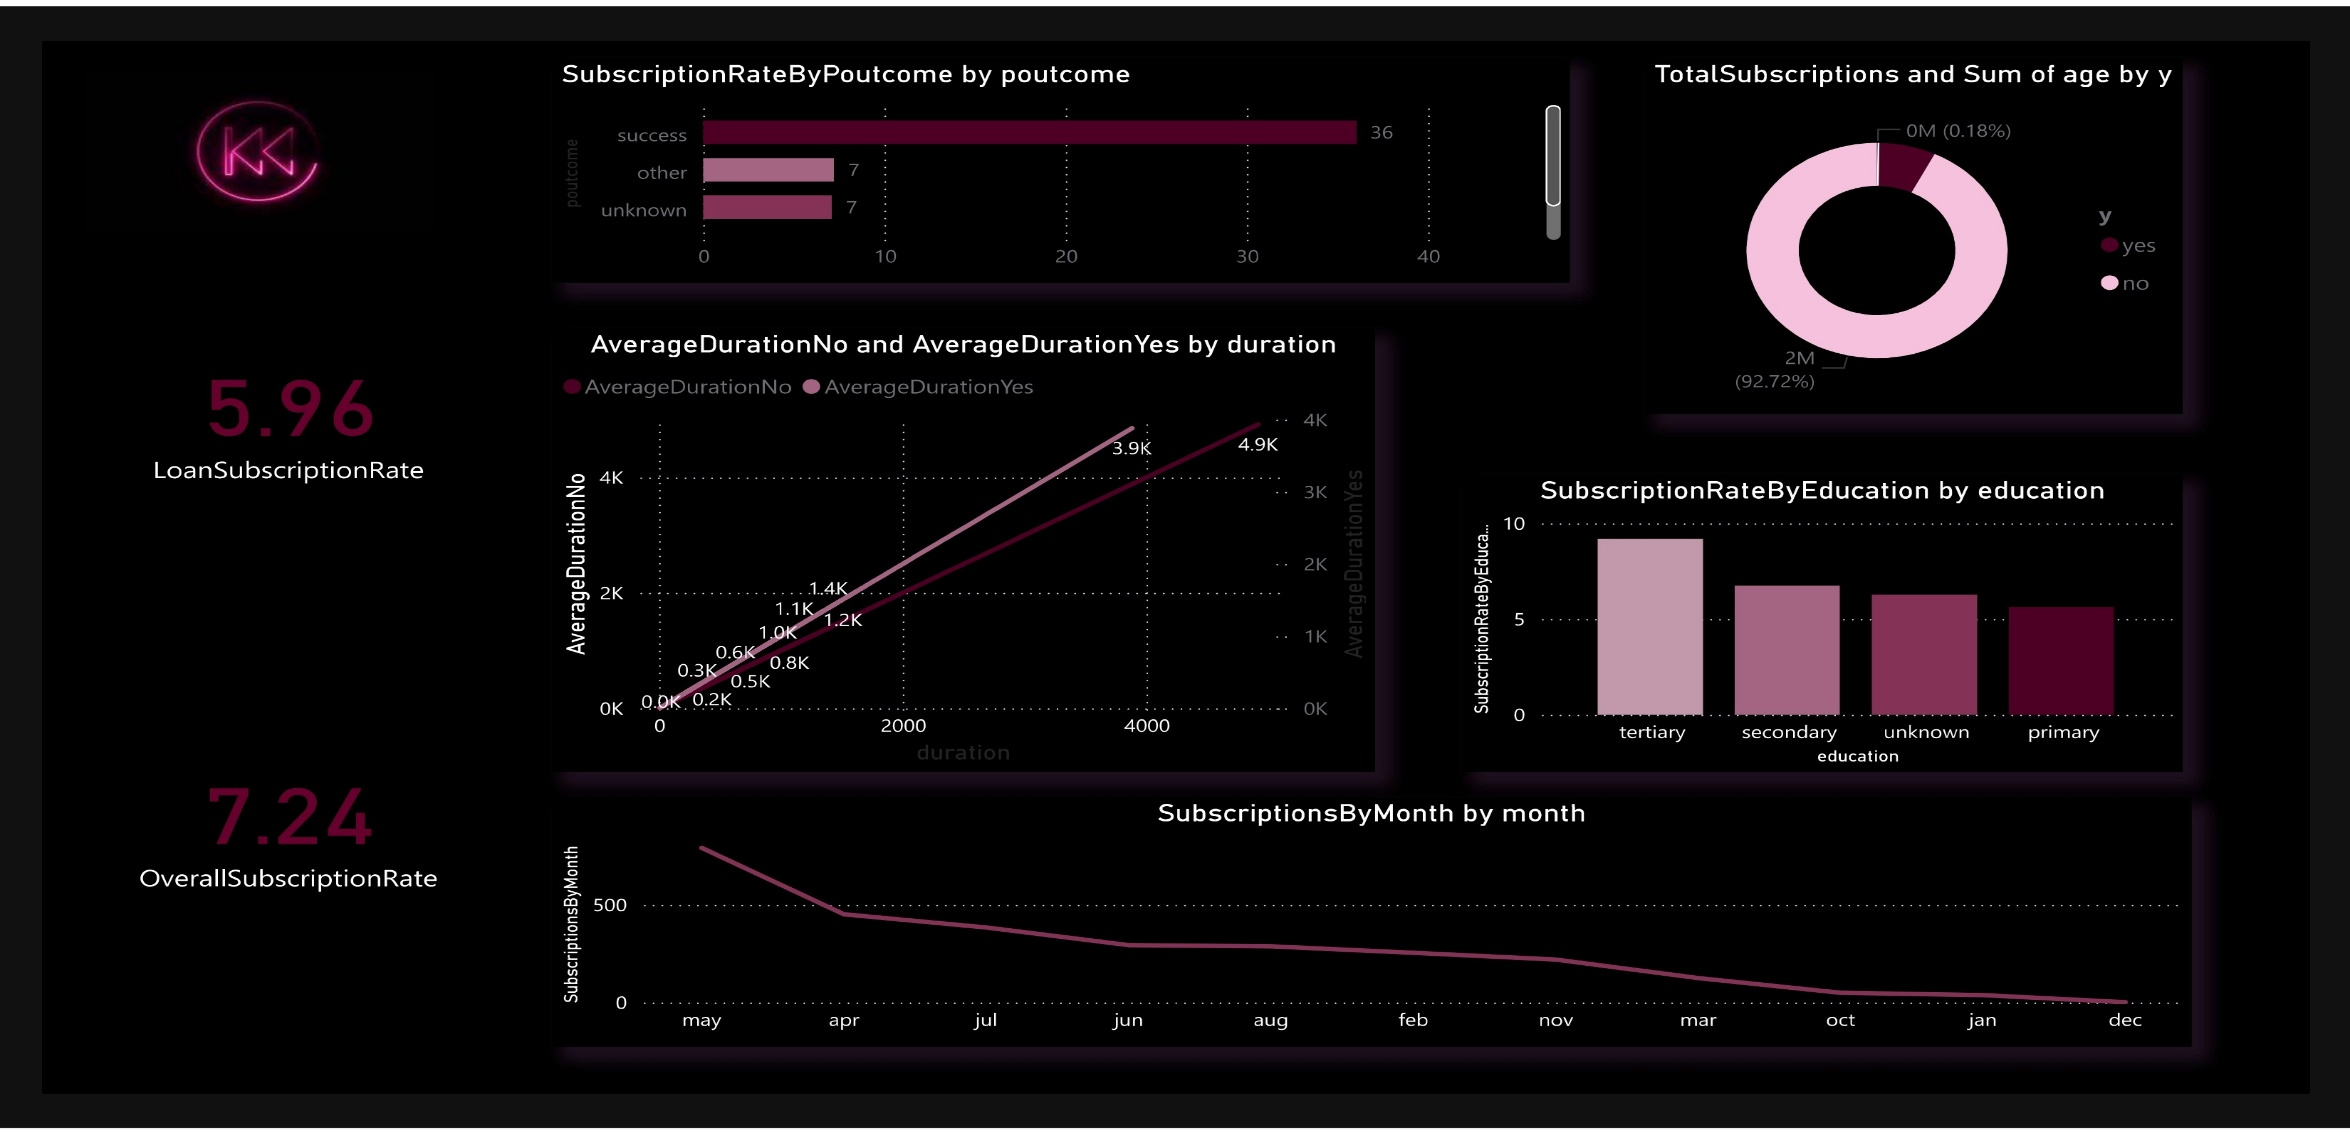 SubscriptionRateByPoutcome by poutcome
poutcome
success
36
other
7
unknown
7
0
10
20
30
40
TotalSubscriptions and Sum of age by y
0M (0.18%)
2M
(92.72%)
y
yes
no
5.96
LoanSubscriptionRate
7.24
OverallSubscriptionRate
AverageDurationNo and AverageDurationYes by duration
AverageDurationNo
AverageDurationYes
AverageDurationNo
4K
2K
0K
3.9K
4.9K
1.4K
1.1K
1.2K
1.0K
0.6K
0.8K
0.3K
0.5K
0.0K
0.2K
4K
3K
2K
1K
0K
AverageDurationYes
0
2000
4000
duration
SubscriptionRateByEducation by education
SubscriptionRateByEduca...
10
5
0
tertiary
secondary
unknown
primary
education
SubscriptionsByMonth by month
SubscriptionsByMonth
500
0
may
apr
jul
jun
aug
feb
nov
mar
oct
jan
dec